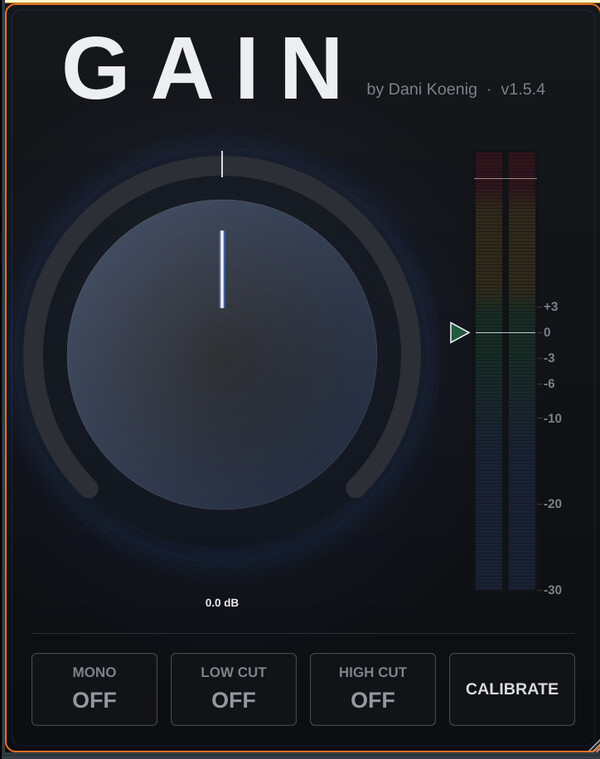 GAIN by Dani Koenig · v1.5.4
+3
0
-3
-6
-10
-20
-30
0.0 dB
MONO
OFF
LOW CUT
OFF
HIGH CUT
OFF
CALIBRATE